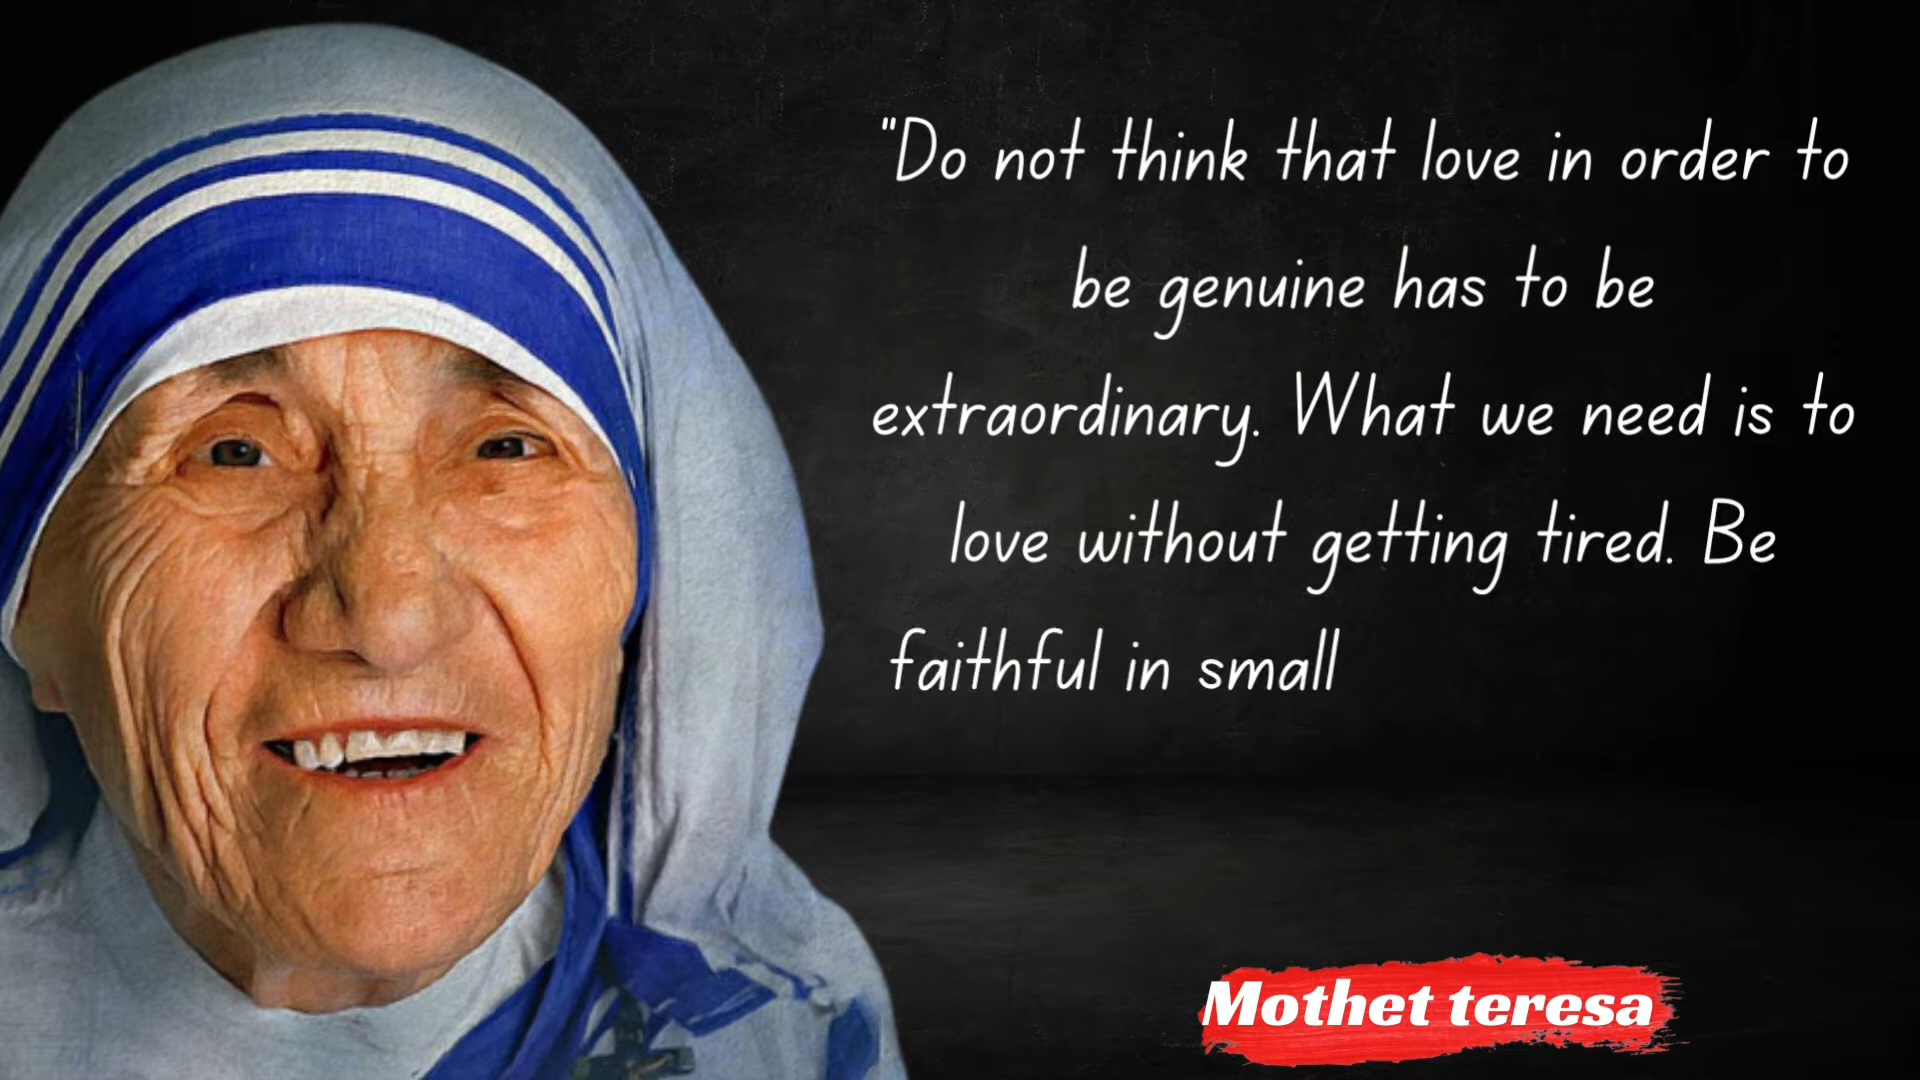 "Do not think that love in order to
be genuine has to be
extraordinary. What we need is to
love without getting tired. Be
faithful in small
Mothet teresa